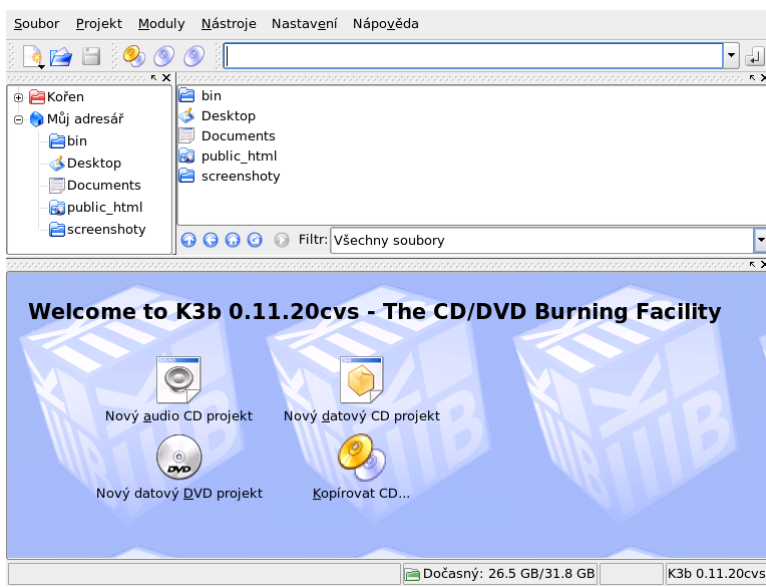 Soubor Projekt Moduly Nástroje Nastavení Nápověda
Kořen
Můj adresář
bin
Desktop
Documents
public_html
screenshoty
bin
Desktop
Documents
public_html
screenshoty
Filtr: Všechny soubory
Welcome to K3b 0.11.20cvs - The CD/DVD Burning Facility
Nový audio CD projekt Nový datový CD projekt
DVD
Nový datový DVD projekt Kopírovat CD...
Dočasný: 26.5 GB/31.8 GB K3b 0.11.20cvs